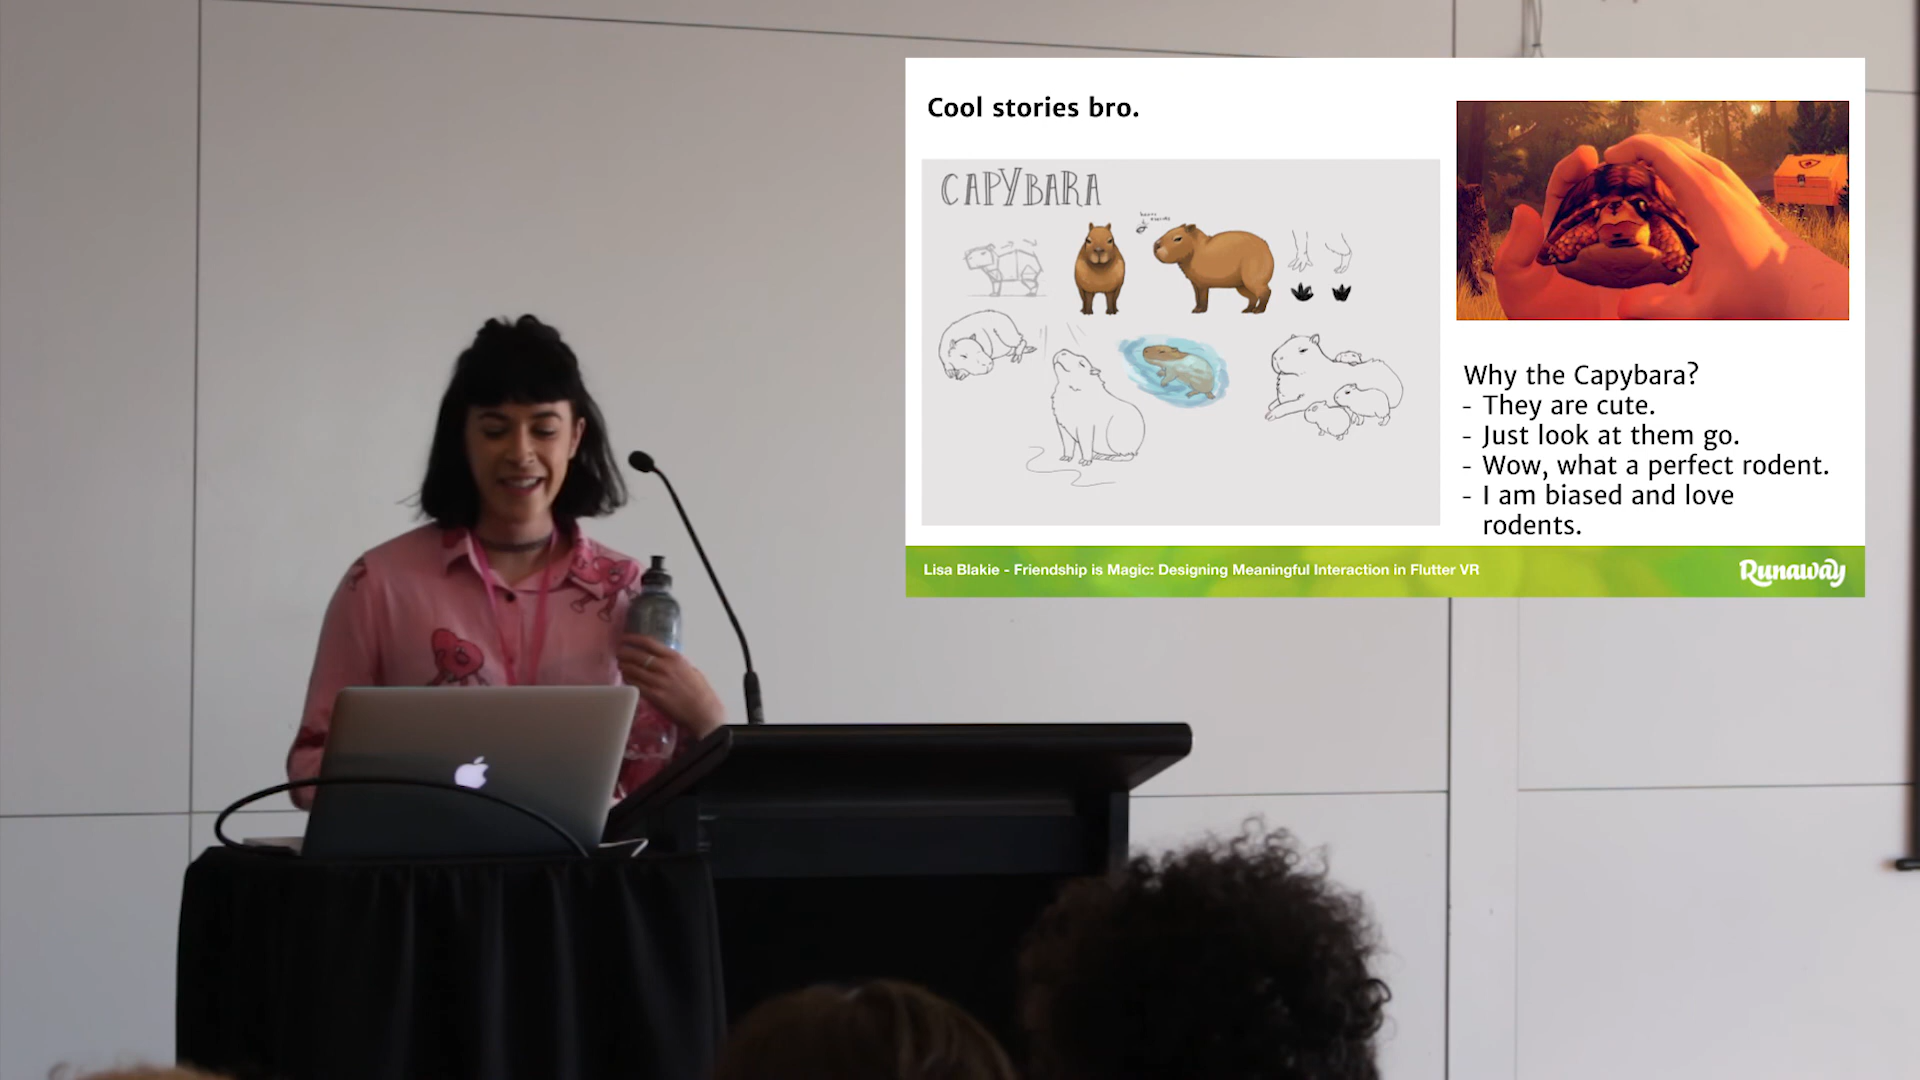 Cool stories bro.
CAPYBARA
Why the Capybara?
- They are cute.
- Just look at them go.
- Wow, what a perfect rodent.
- I am biased and love
rodents.
Lisa Blakie - Friendship is Magic: Designing Meaningful Interaction in Flutter VR
Runaway